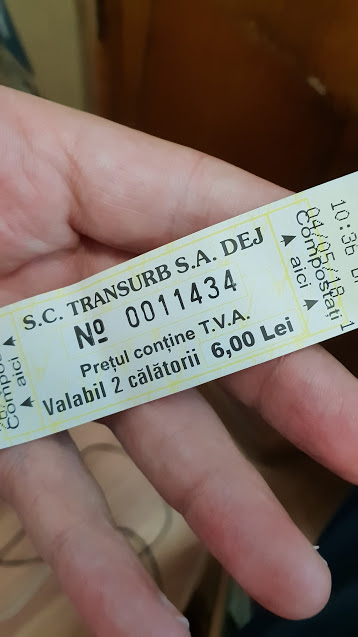 S.C. TRANSURB S.A. DEJ
Nº 0011434
Prețul conține T.V.A.
Valabil 2 călătorii 6,00 Lei
Compostați
aici
04/05/18
10:36
aici